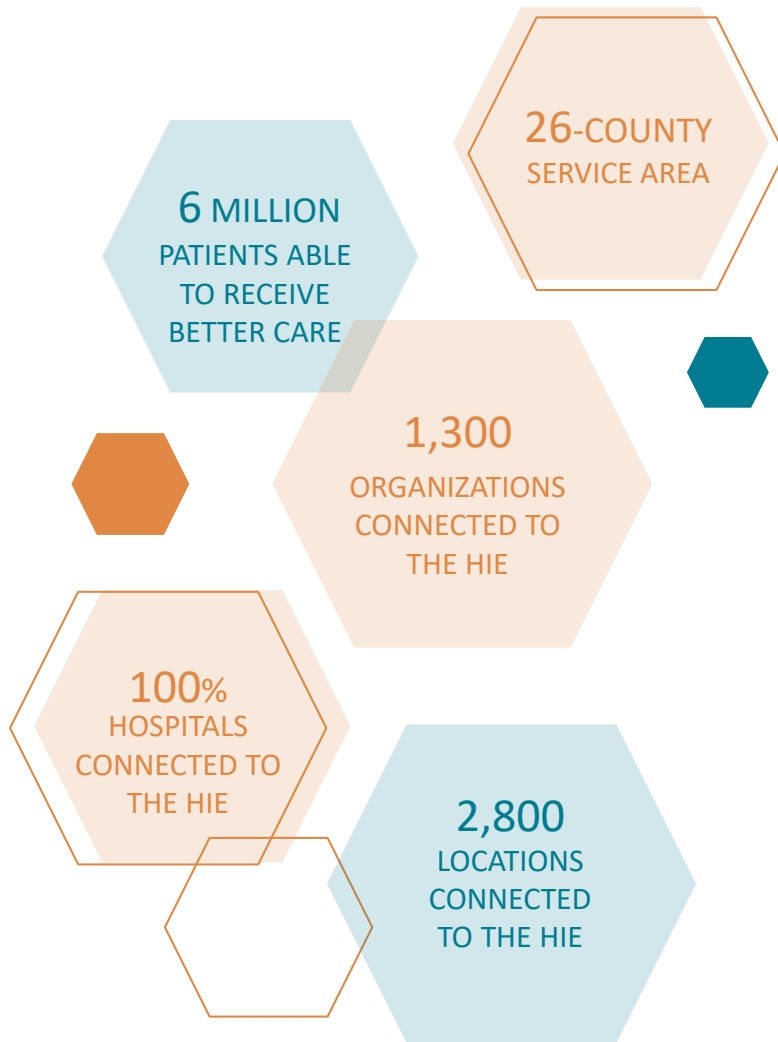 26-COUNTY
SERVICE AREA
6 MILLION
PATIENTS ABLE
TO RECEIVE
BETTER CARE
1,300
ORGANIZATIONS
CONNECTED TO
THE HIE
100%
HOSPITALS
CONNECTED TO
THE HIE
2,800
LOCATIONS
CONNECTED
TO THE HIE